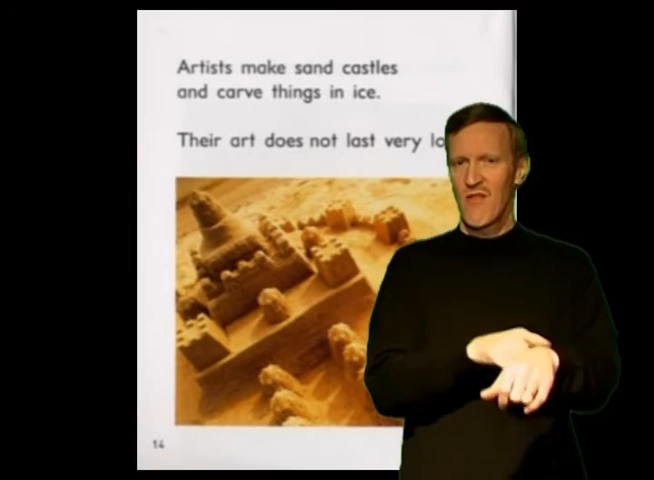 Artists make sand castles
and carve things in ice.
Their art does not last very
14